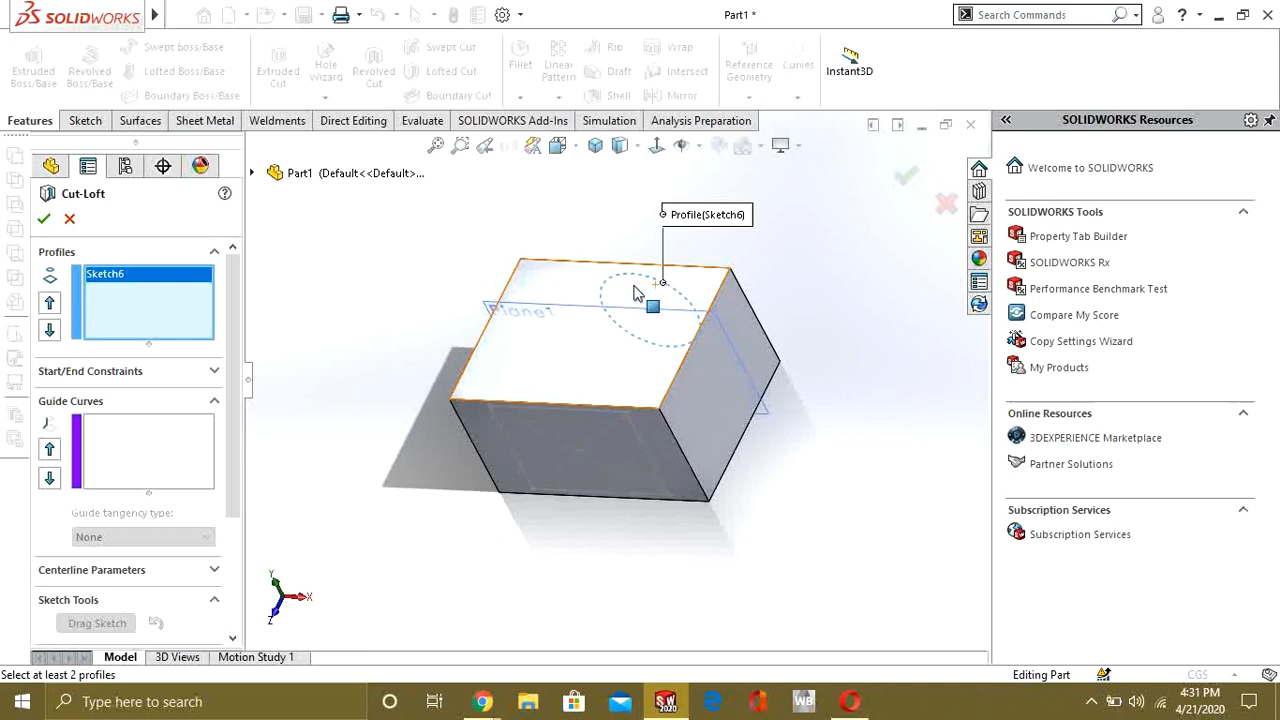 SOLIDWORKS
Part1 *
Search Commands
Extruded Boss/Base
Revolved Boss/Base
Swept Boss/Base
Lofted Boss/Base
Boundary Boss/Base
Extruded Cut
Hole Wizard
Revolved Cut
Swept Cut
Lofted Cut
Boundary Cut
Fillet
Linear Pattern
Rib
Draft
Shell
Wrap
Intersect
Mirror
Reference Geometry
Curves
Instant3D
Features
Sketch
Surfaces
Sheet Metal
Weldments
Direct Editing
Evaluate
SOLIDWORKS Add-Ins
Simulation
Analysis Preparation
SOLIDWORKS Resources
Part1 (Default<<Default>...
Cut-Loft
Profiles
Sketch6
Start/End Constraints
Guide Curves
Guide tangency type:
None
Centerline Parameters
Sketch Tools
Drag Sketch
Profile(Sketch6)
Plane1
Y
X
Z
Welcome to SOLIDWORKS
SOLIDWORKS Tools
Property Tab Builder
SOLIDWORKS Rx
Performance Benchmark Test
Compare My Score
Copy Settings Wizard
My Products
Online Resources
3DEXPERIENCE Marketplace
Partner Solutions
Subscription Services
Subscription Services
Model
3D Views
Motion Study 1
Select at least 2 profiles
Editing Part
CGS
Type here to search
SW
2020
WB
4:31 PM
4/21/2020